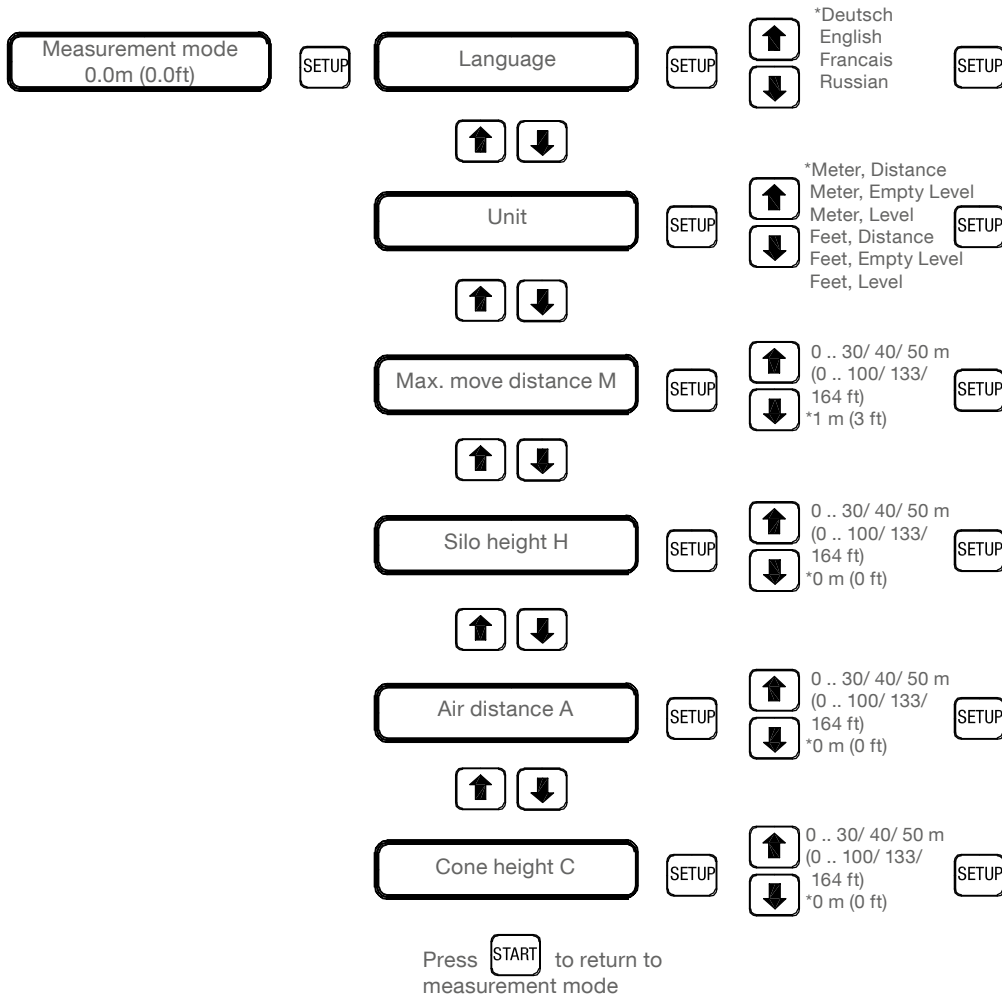 Measurement mode
0.0m (0.0ft)
SETUP
Language
SETUP
*Deutsch
English
Francais
Russian
SETUP
Unit
SETUP
*Meter, Distance
Meter, Empty Level
Meter, Level
Feet, Distance
Feet, Empty Level
Feet, Level
SETUP
Max. move distance M
SETUP
0 .. 30/ 40/ 50 m
(0 .. 100/ 133/
164 ft)
*1 m (3 ft)
SETUP
Silo height H
SETUP
0 .. 30/ 40/ 50 m
(0 .. 100/ 133/
164 ft)
*0 m (0 ft)
SETUP
Air distance A
SETUP
0 .. 30/ 40/ 50 m
(0 .. 100/ 133/
164 ft)
*0 m (0 ft)
SETUP
Cone height C
SETUP
0 .. 30/ 40/ 50 m
(0 .. 100/ 133/
164 ft)
*0 m (0 ft)
SETUP
Press START to return to
measurement mode